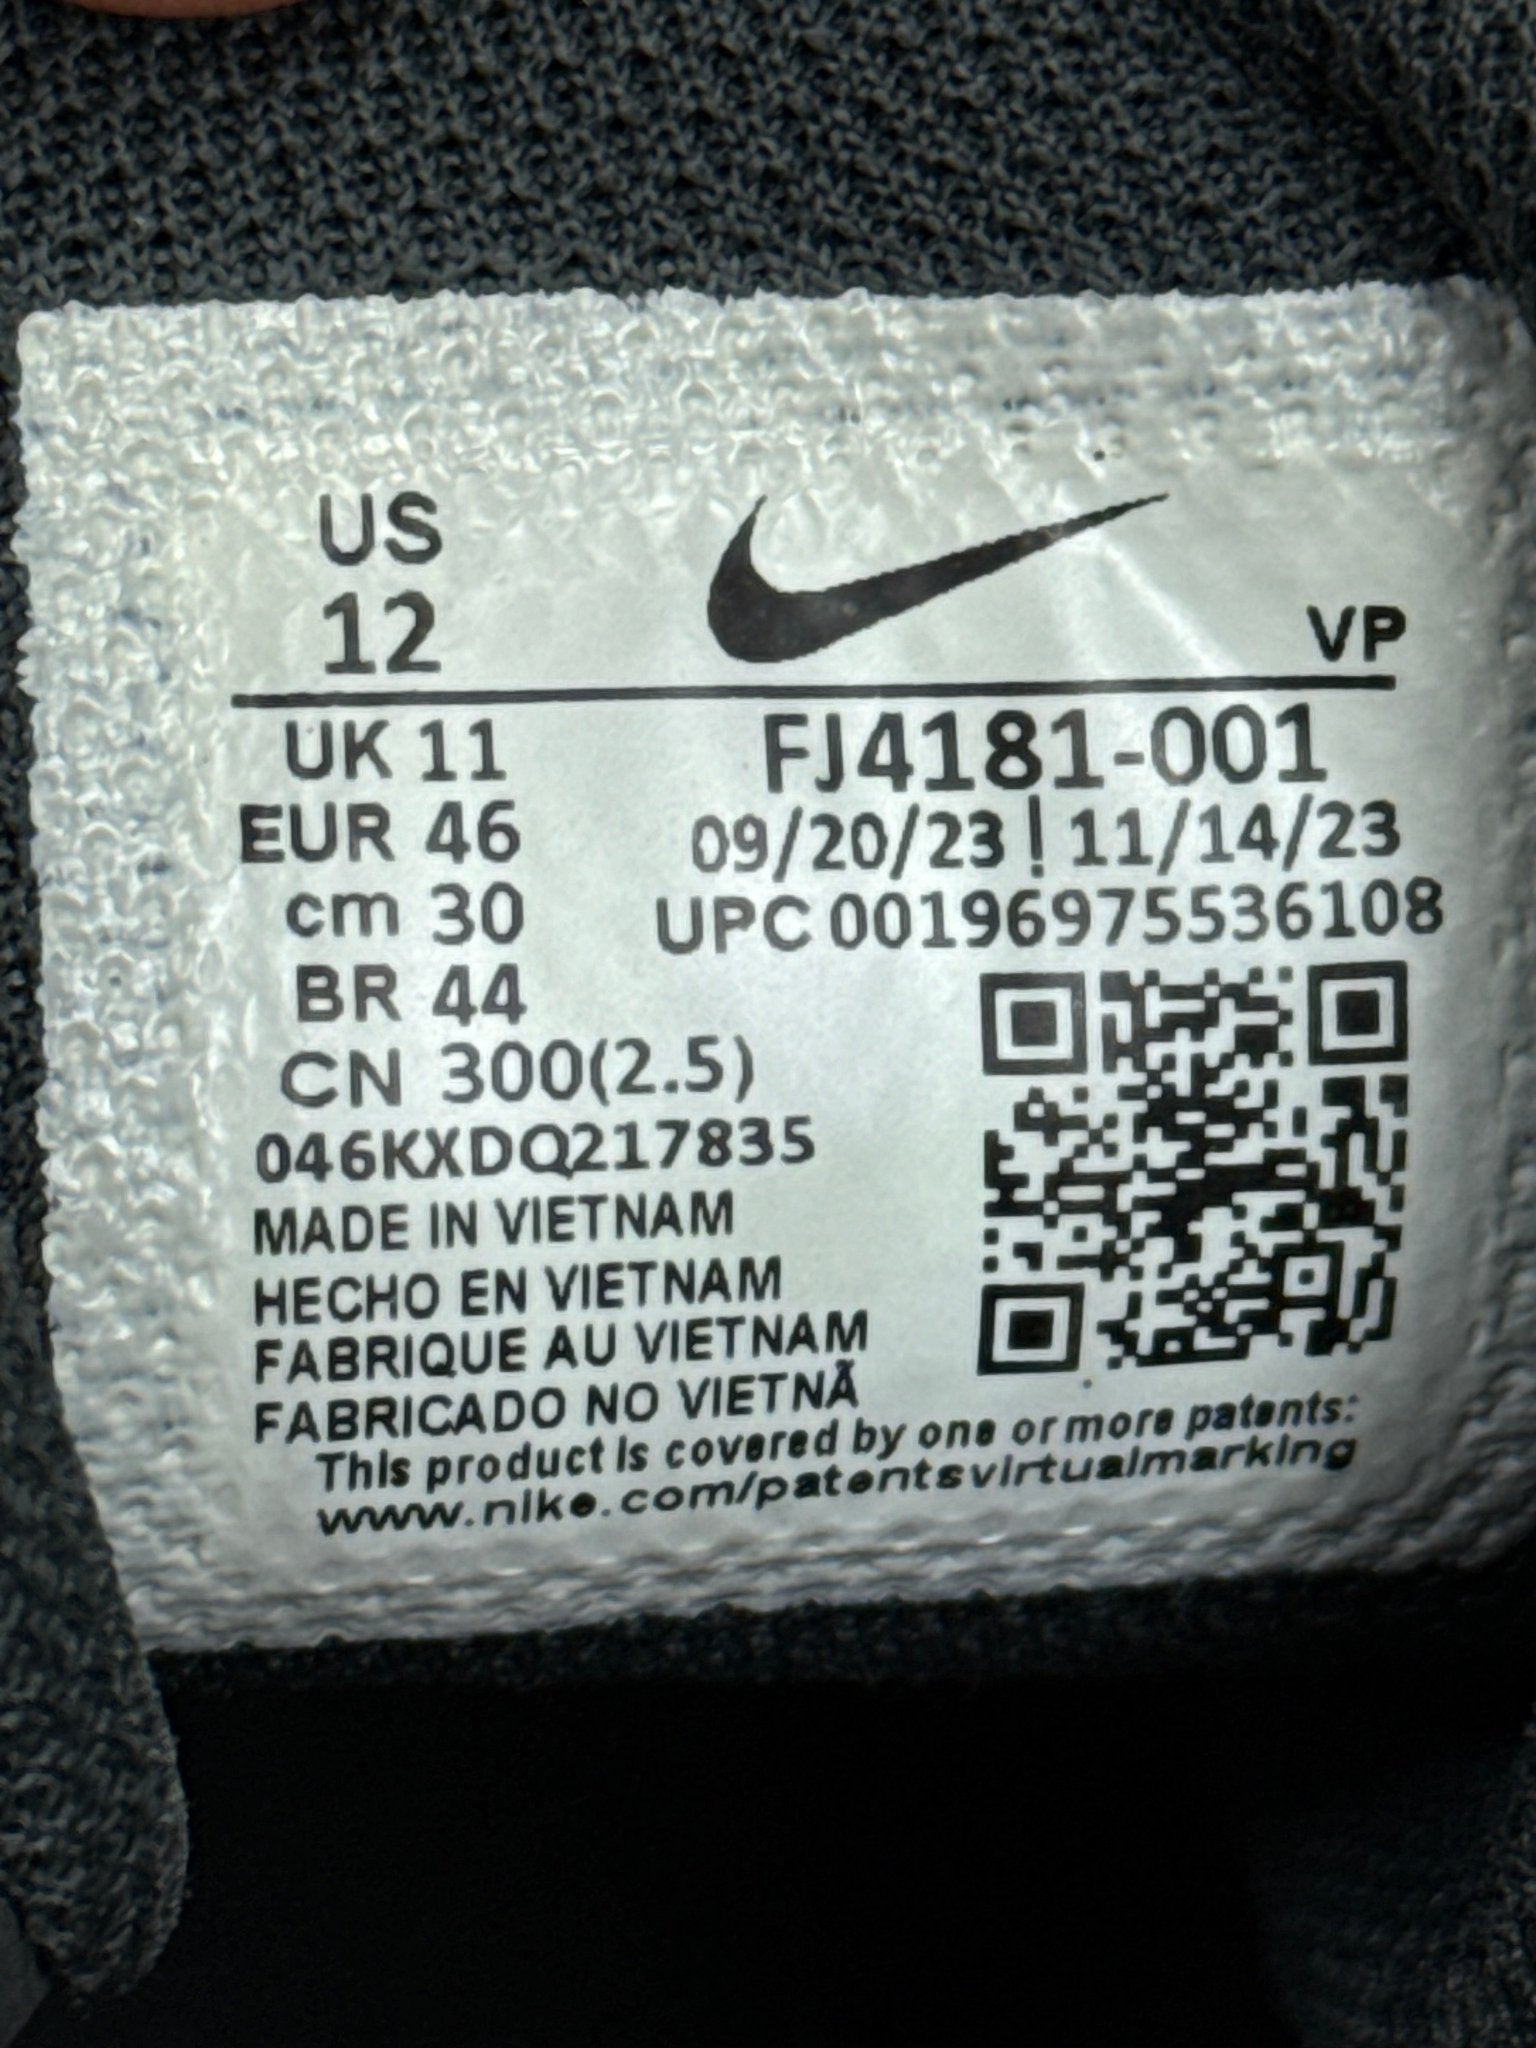 US
12
VP
UK 11
FJ4181-001
EUR 46
09/20/23 ! 11/14/23
cm 30
UPC 00196975536108
BR 44
CN 300(2.5)
046KXDQ217835
MADE IN VIETNAM
HECHO EN VIETNAM
FABRIQUE AU VIETNAM
FABRICADO NO VIETNÃ
This product is covered by one or more patents:
www.nike.com/patentsvirtualmarking